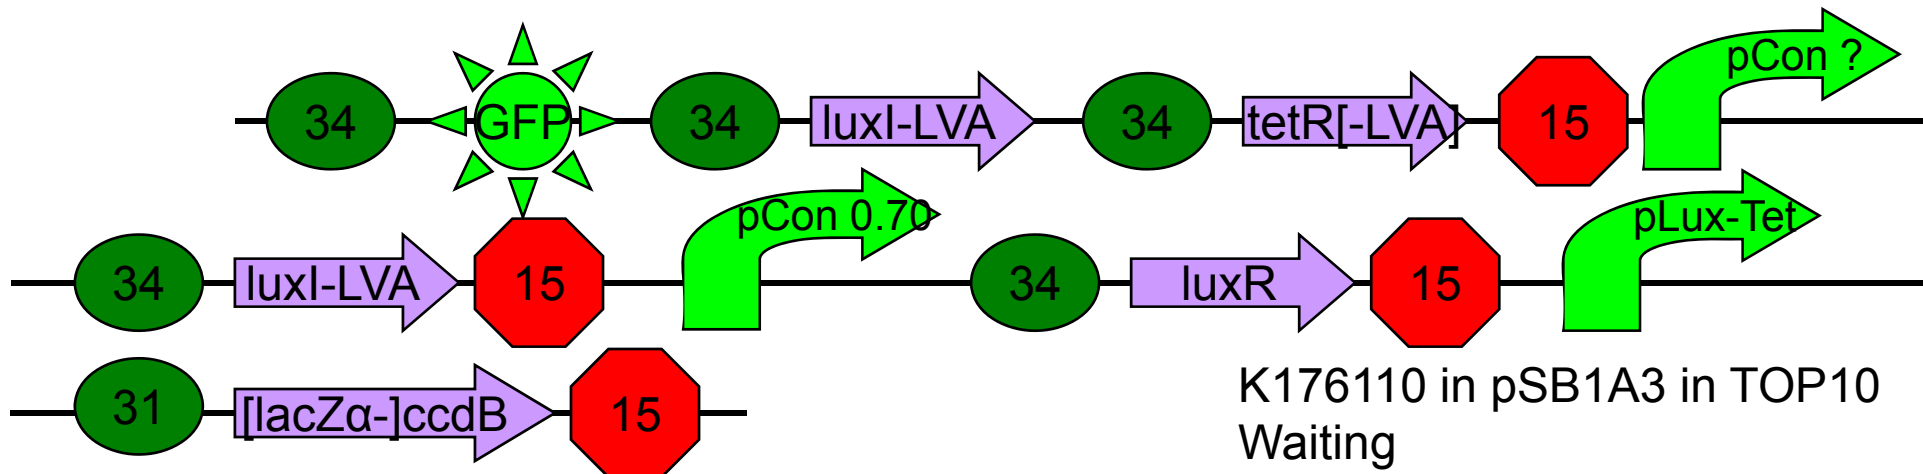 34 GFP 34 luxI-LVA 34 tetR[-LVA] 15 pCon ?
34 luxI-LVA 15 pCon 0.70 34 luxR 15 pLux-Tet
31 [lacZα-]ccdB 15
K176110 in pSB1A3 in TOP10
Waiting